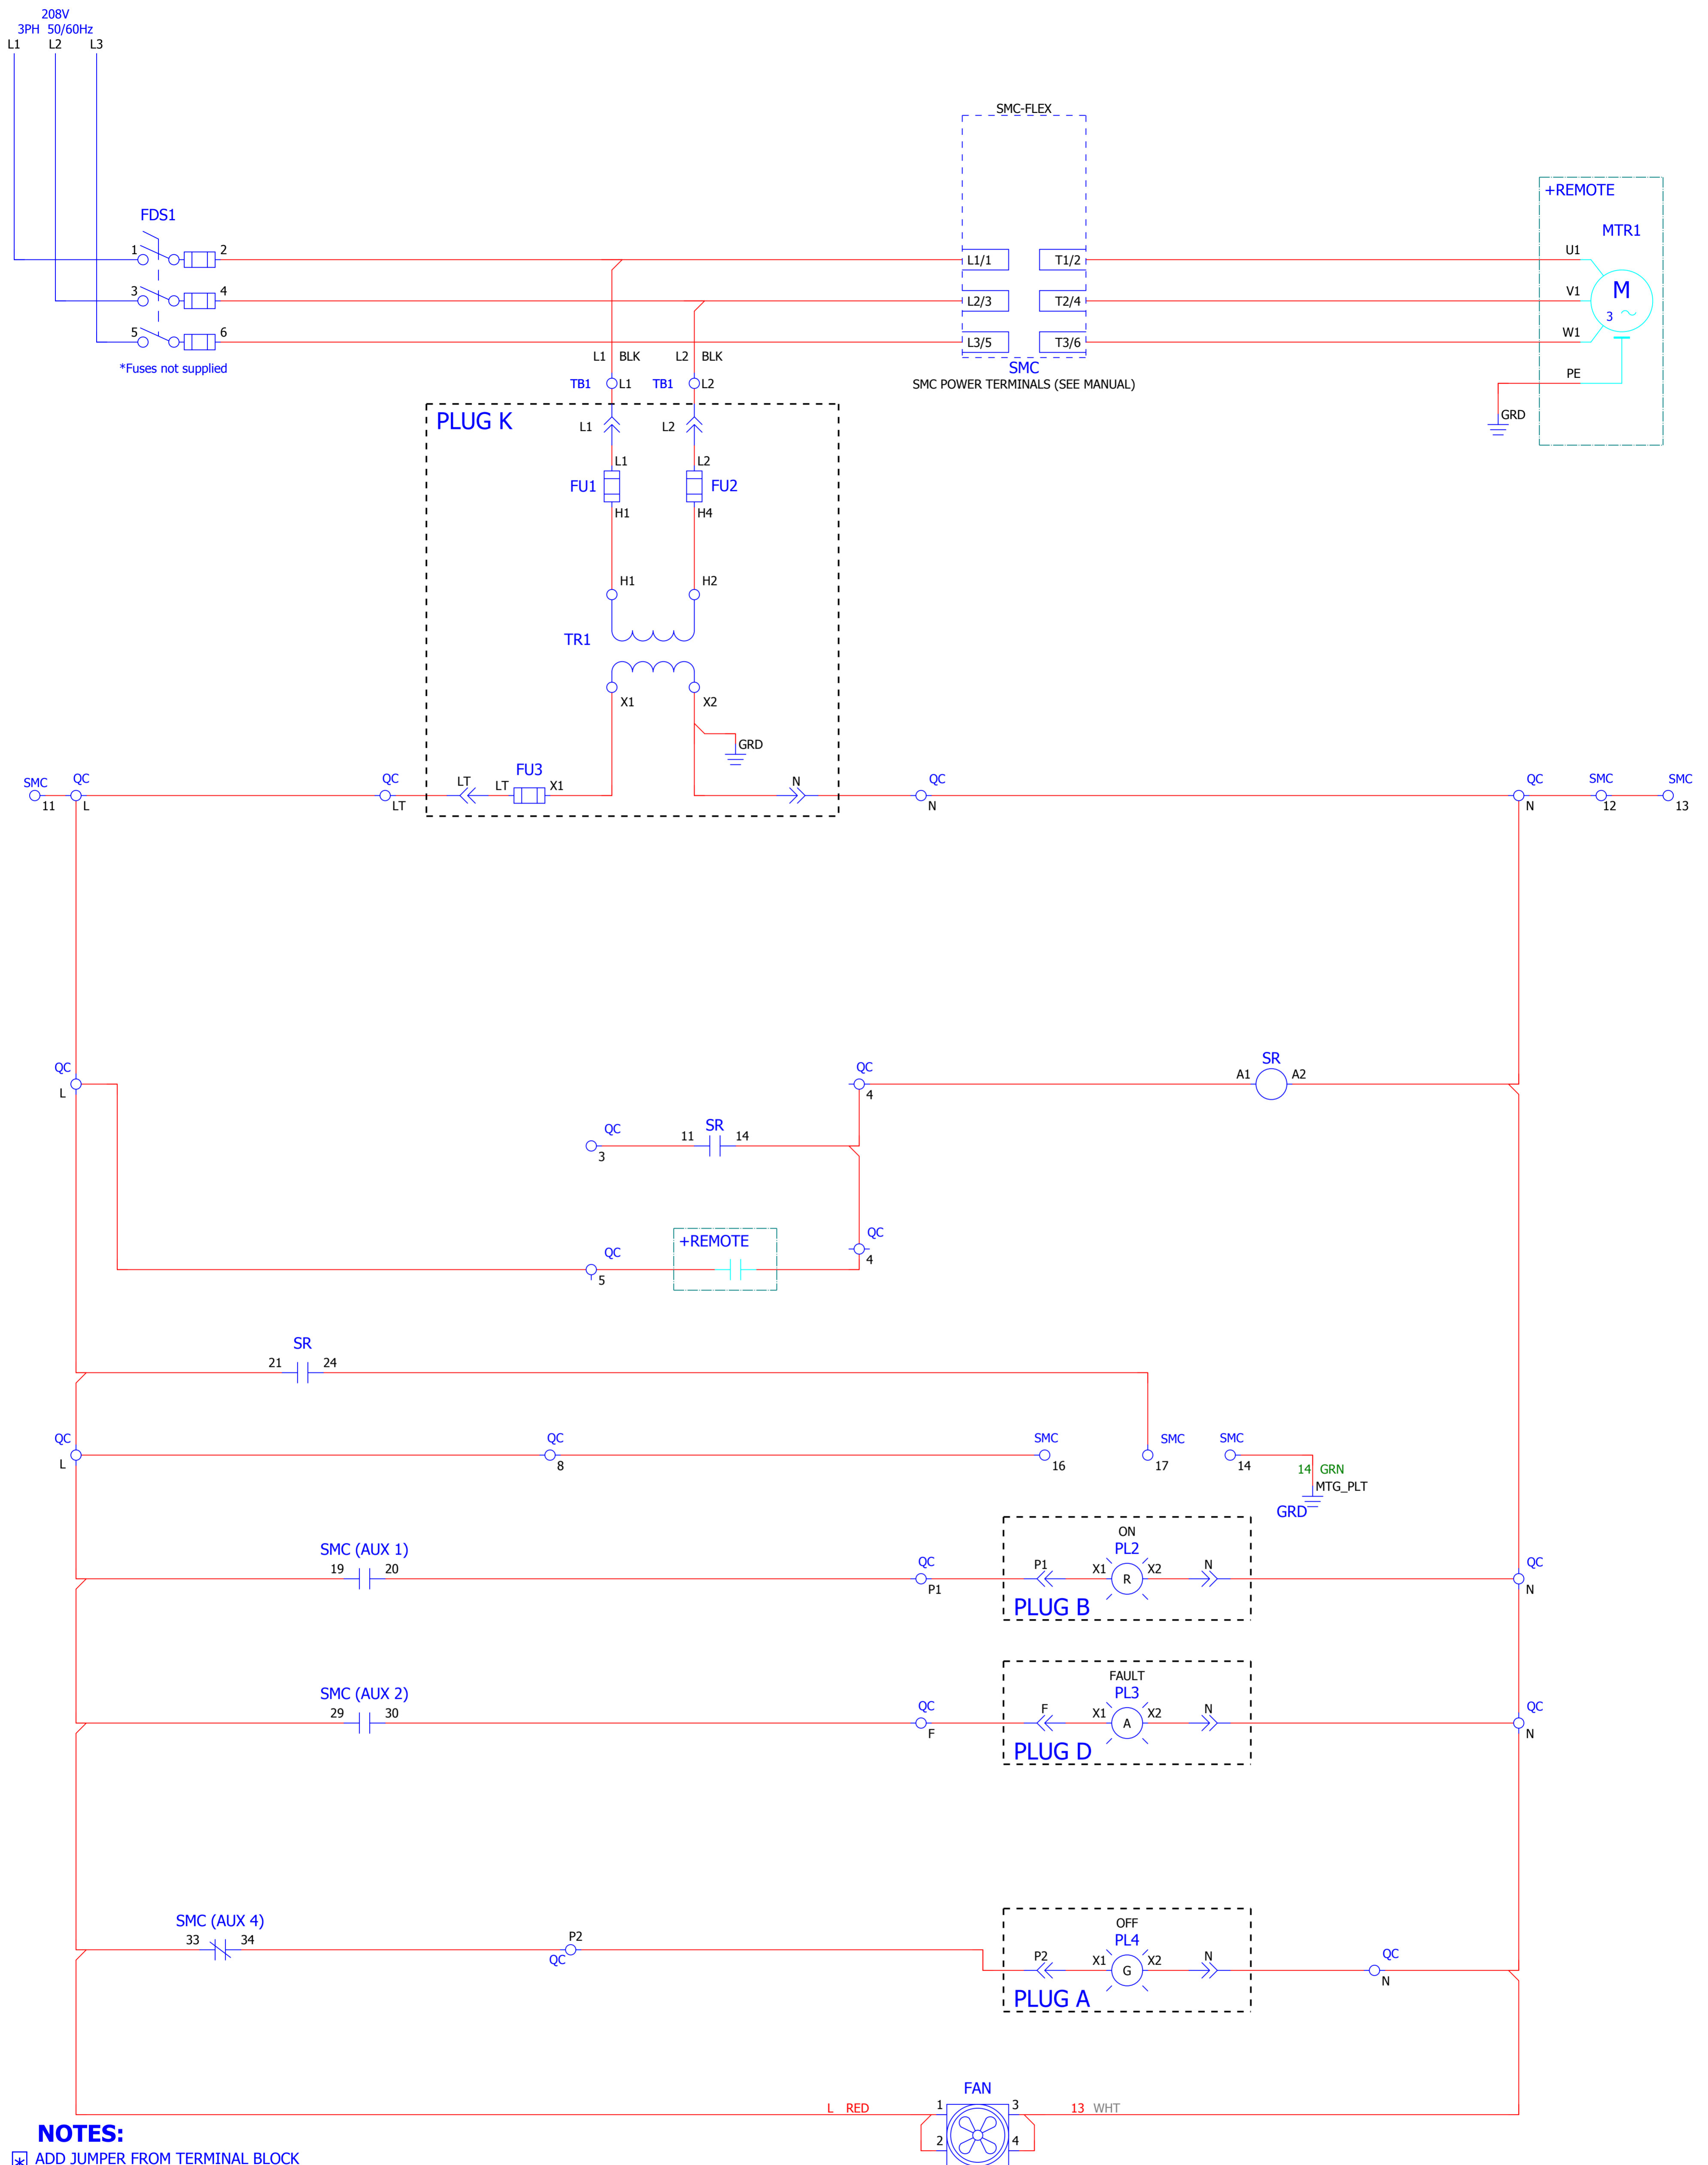 208V
3PH 50/60Hz
L1 L2 L3
SMC-FLEX
+REMOTE
FDS1
MTR1
1 2
L1/1 T1/2
U1
3 4
L2/3 T2/4
V1
M
3
5 6
L3/5 T3/6
W1
*Fuses not supplied
L1 BLK L2 BLK
SMC
SMC POWER TERMINALS (SEE MANUAL)
PE
GRD
TB1 L1 TB1 L2
PLUG K
L1 L2
L1 L2
FU1 FU2
H1 H4
H1 H2
TR1
X1 X2
GRD
SMC QC QC
FU3
LT LT X1
N
QC QC SMC SMC
11 L LT
N N 12 13
QC
L
QC
4
SR
A1 A2
QC
3
SR
11 14
+REMOTE
QC
4
QC
5
SR
21 24
QC
L
QC
8
SMC
16
SMC
17
SMC
14
14 GRN
MTG_PLT
GRD
SMC (AUX 1)
19 20
QC
P1
ON
PL2
P1 X1 R X2 N
PLUG B
QC
N
SMC (AUX 2)
29 30
QC
F
FAULT
PL3
F X1 A X2 N
PLUG D
QC
N
SMC (AUX 4)
33 34
P2
QC
OFF
PL4
P2 X1 G X2 N
PLUG A
QC
N
FAN
L RED
1 3
13 WHT
2 4
NOTES:
* ADD JUMPER FROM TERMINAL BLOCK